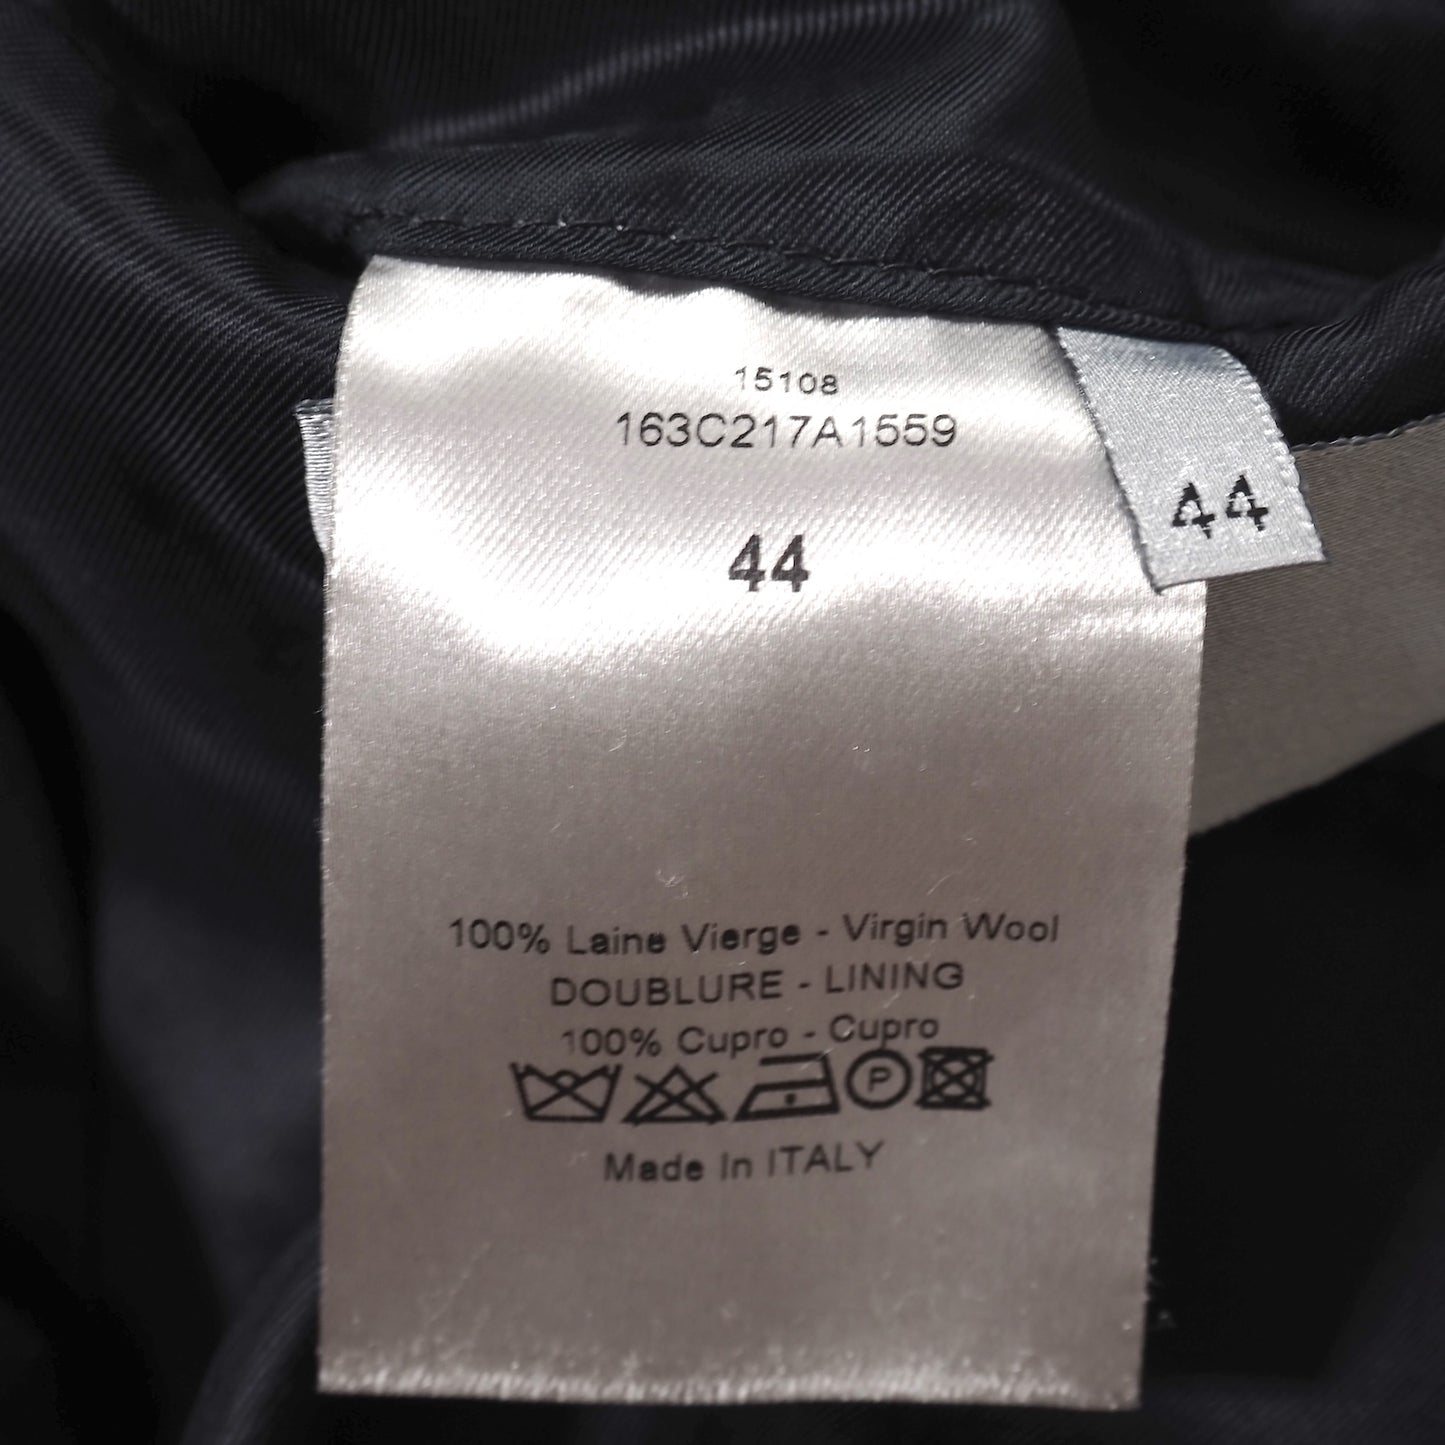 15108
163C217A1559
44
44
100% Laine Vierge - Virgin Wool
DOUBLURE - LINING
100% Cupro - Cupro
P
Made In ITALY